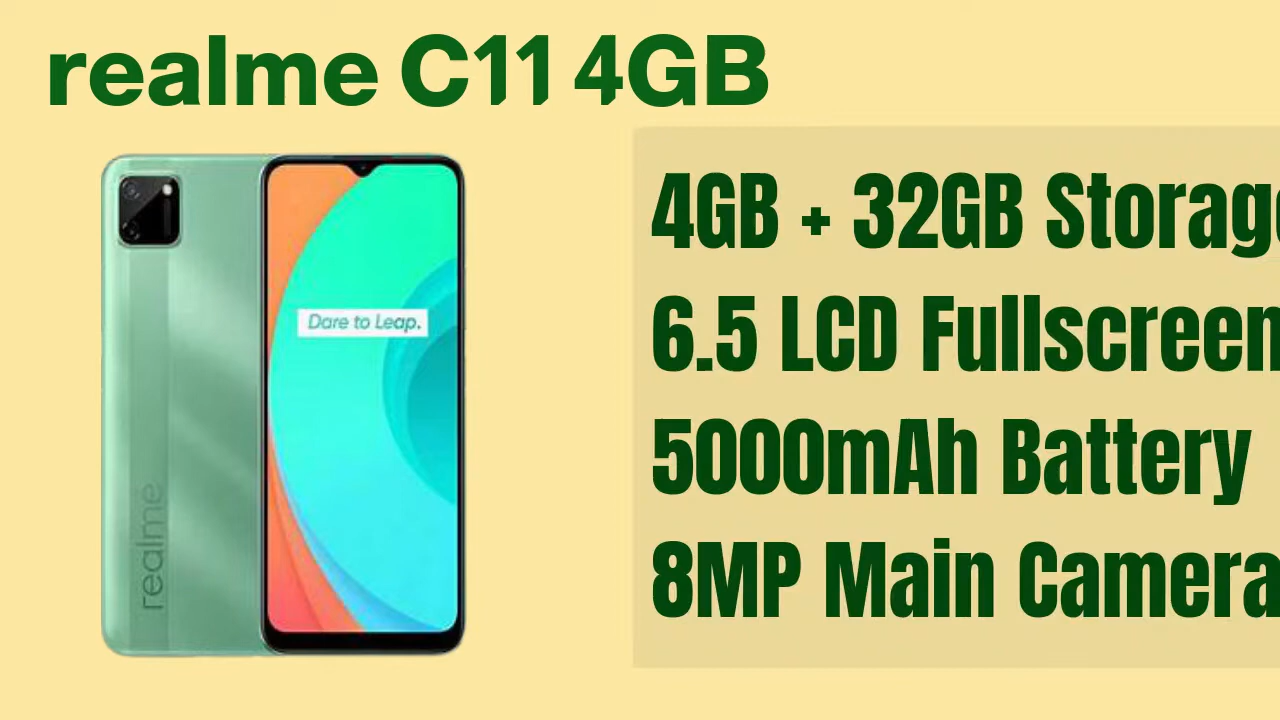 realme C11 4GB
4GB + 32GB Storage
6.5 LCD Fullscreen
5000mAh Battery
8MP Main Camera
Dare to Leap.
realme